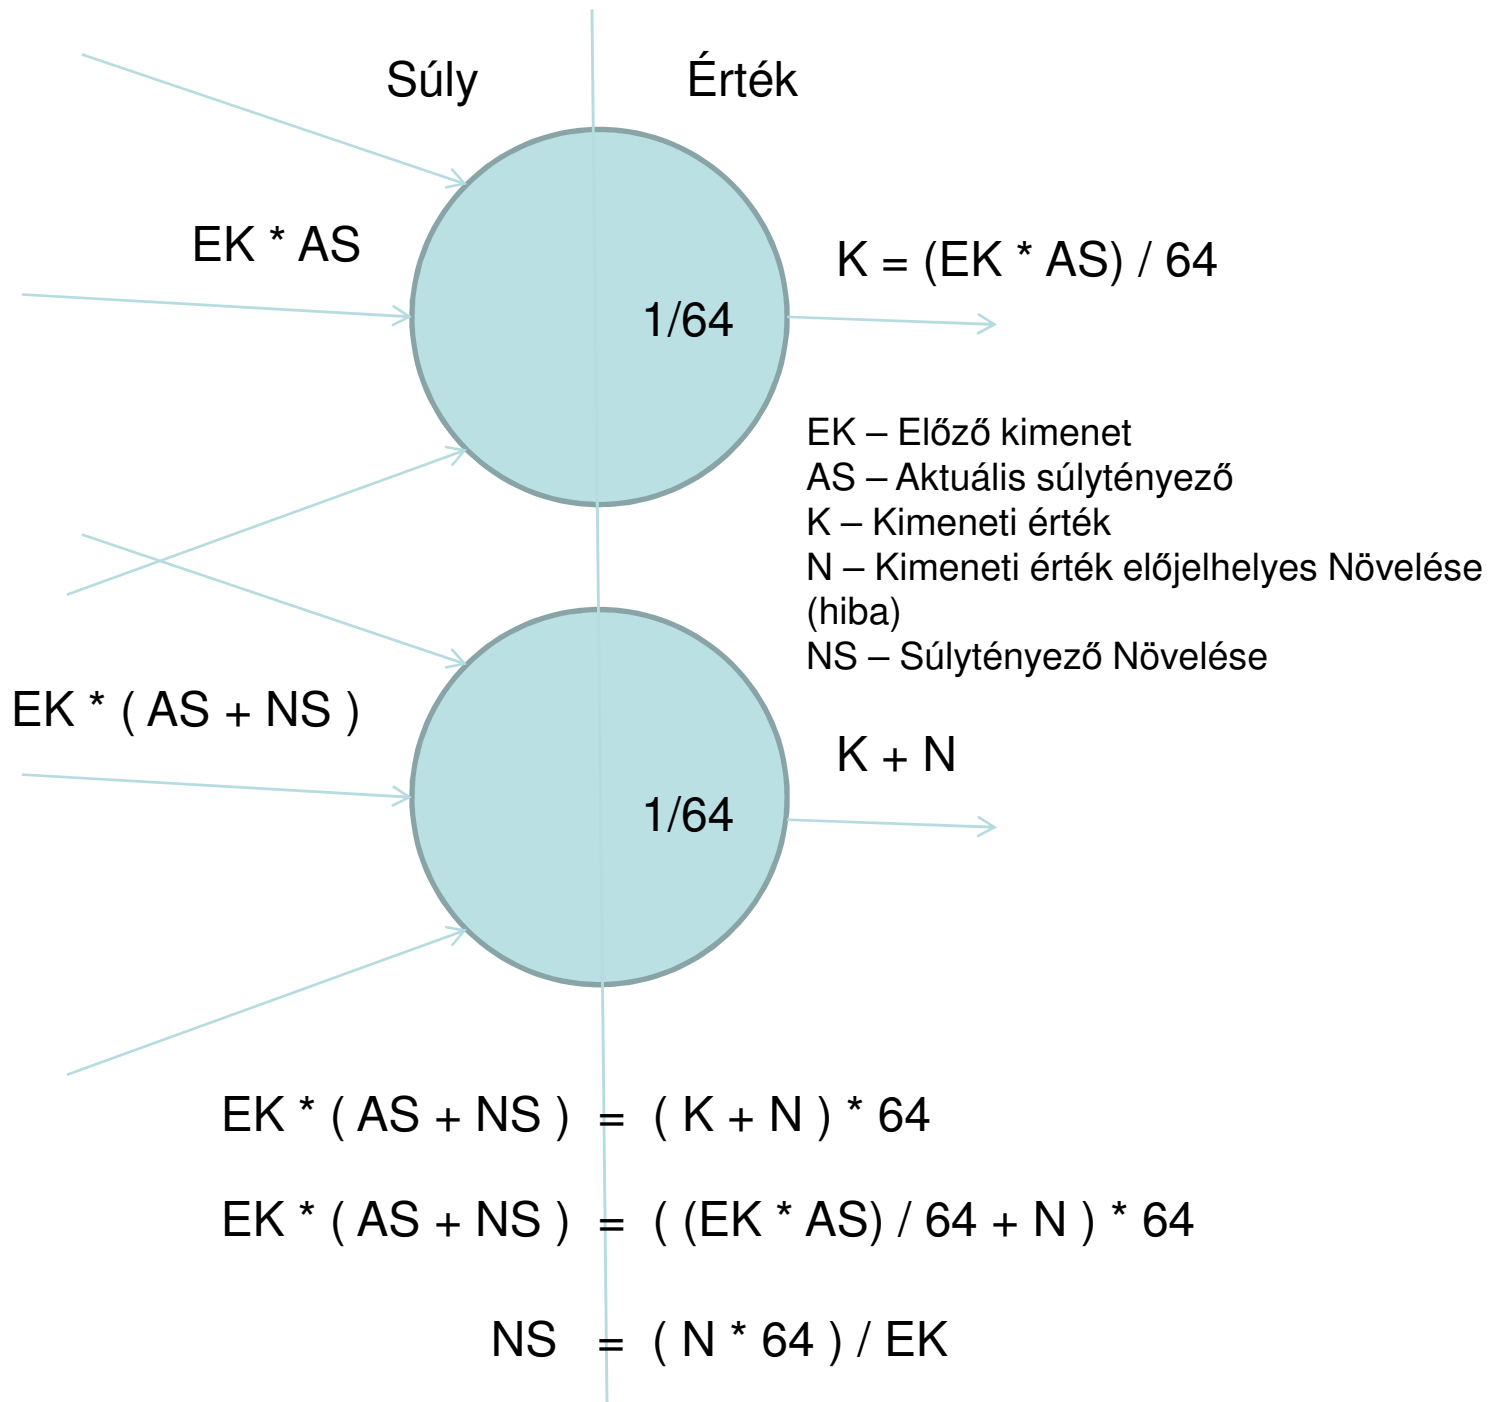 Súly
Érték
EK * AS
K = (EK * AS) / 64
1/64
EK – Előző kimenet
AS – Aktuális súlytényező
K – Kimeneti érték
N – Kimeneti érték előjelhelyes Növelése
(hiba)
NS – Súlytényező Növelése
EK * ( AS + NS )
K + N
1/64
EK * ( AS + NS ) = ( K + N ) * 64
EK * ( AS + NS ) = ( (EK * AS) / 64 + N ) * 64
NS = ( N * 64 ) / EK